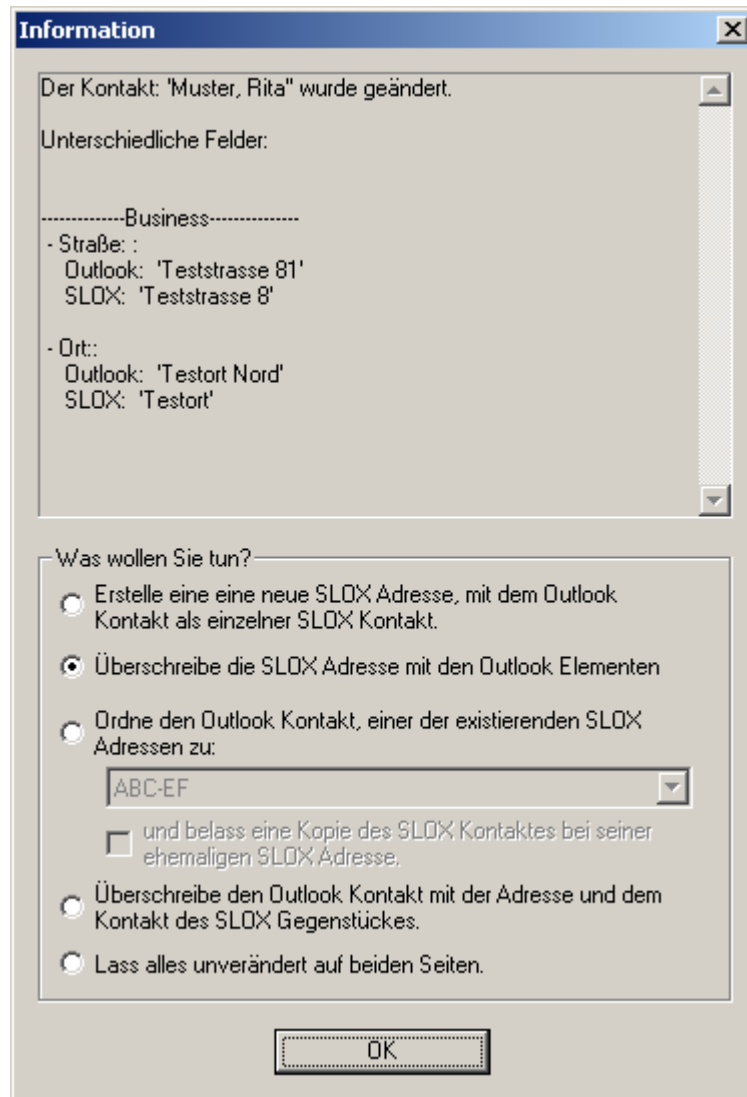 Information
Der Kontakt: "Muster, Rita" wurde geändert.
Unterschiedliche Felder:
--------------Business---------------
- Straße: :
Outlook: 'Teststrasse 81'
SLOX: 'Teststrasse 8'
- Ort::
Outlook: 'Testort Nord'
SLOX: 'Testort'
Was wollen Sie tun?
Erstelle eine eine neue SLOX Adresse, mit dem Outlook
Kontakt als einzelner SLOX Kontakt.
Überschreibe die SLOX Adresse mit den Outlook Elementen
Ordne den Outlook Kontakt, einer der existierenden SLOX
Adressen zu:
ABC-EF
und belass eine Kopie des SLOX Kontaktes bei seiner
ehemaligen SLOX Adresse.
Überschreibe den Outlook Kontakt mit der Adresse und dem
Kontakt des SLOX Gegenstückes.
Lass alles unverändert auf beiden Seiten.
OK